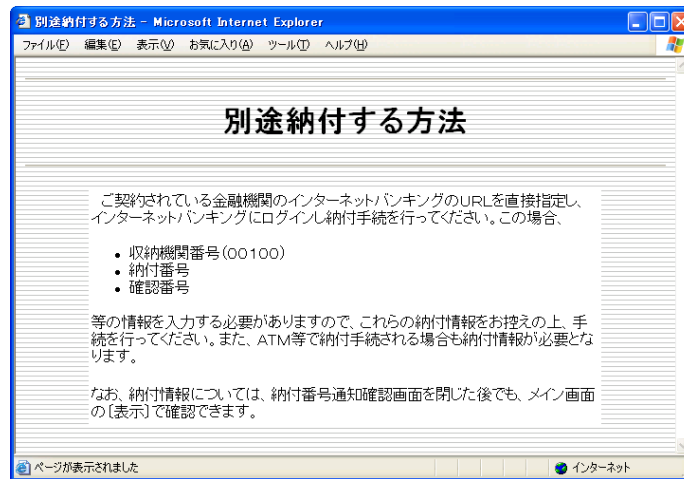 別途納付する方法 - Microsoft Internet Explorer
ファイル(F) 編集(E) 表示(V) お気に入り(A) ツール(T) ヘルプ(H)
別途納付する方法
ご契約されている金融機関のインターネットバンキングのURLを直接指定し、
インターネットバンキングにログインし納付手続を行ってください。この場合、
• 収納機関番号(00100)
• 納付番号
• 確認番号
等の情報を入力する必要がありますので、これらの納付情報をお控えの上、手
続を行ってください。また、ATM等で納付手続される場合も納付情報が必要とな
ります。
なお、納付情報については、納付番号通知確認画面を閉じた後でも、メイン画面
の[表示]で確認できます。
ページが表示されました
インターネット